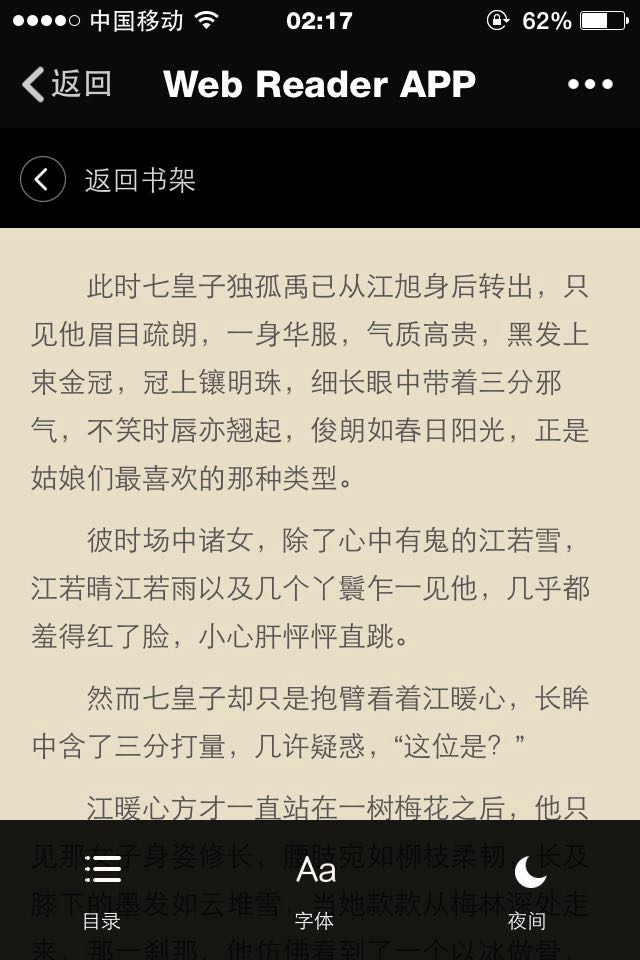 中国移动 02:17 62%
返回 Web Reader APP
返回书架
此时七皇子独孤禹已从江旭身后转出，只
见他眉目疏朗，一身华服，气质高贵，黑发上
束金冠，冠上镶明珠，细长眼中带着三分邪
气，不笑时唇亦翘起，俊朗如春日阳光，正是
姑娘们最喜欢的那种类型。
彼时场中诸女，除了心中有鬼的江若雪，
江若晴江若雨以及几个丫鬟乍一见他，几乎都
羞得红了脸，小心肝怦怦直跳。
然而七皇子却只是抱臂看着江暖心，长眸
中含了三分打量，几许疑惑，“这位是？”
江暖心方才一直站在一树梅花之后，他只
见那女子身姿修长，腰肢宛如柳枝柔韧，长及
膝下的墨发如云堆雪，当她款款从梅林深处走
来，那一刹那，他仿佛看到了一个以冰做骨，
Aa
目录 字体 夜间